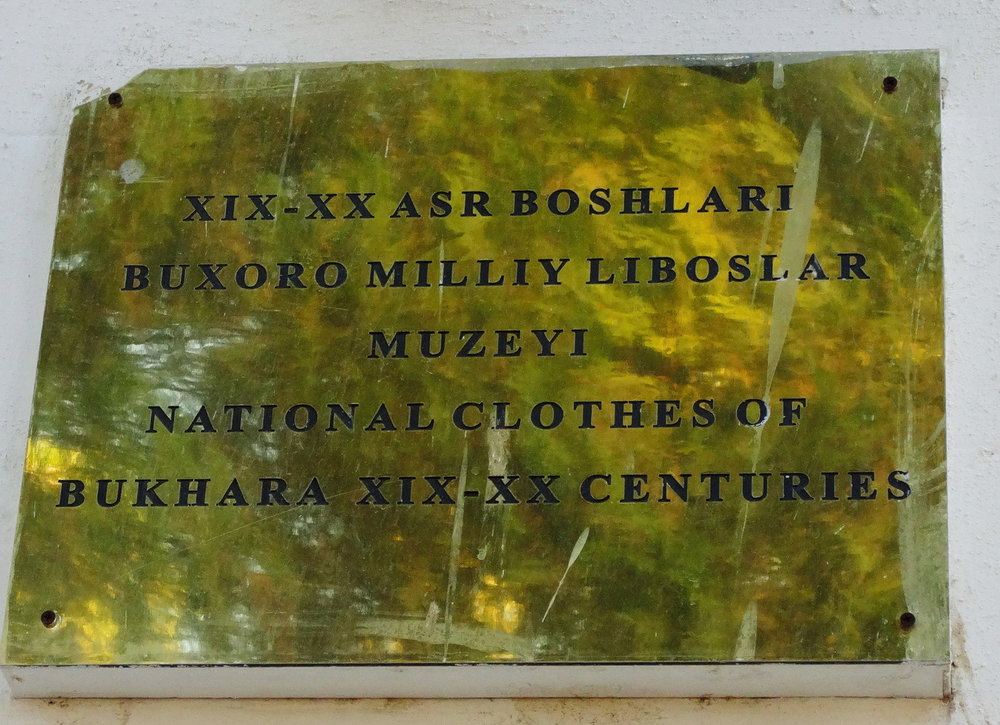 XIX-XX ASR BOSHLARI
BUXORO MILLIY LIBOSLAR
MUZEYI
NATIONAL CLOTHES OF
BUKHARA XIX-XX CENTURIES